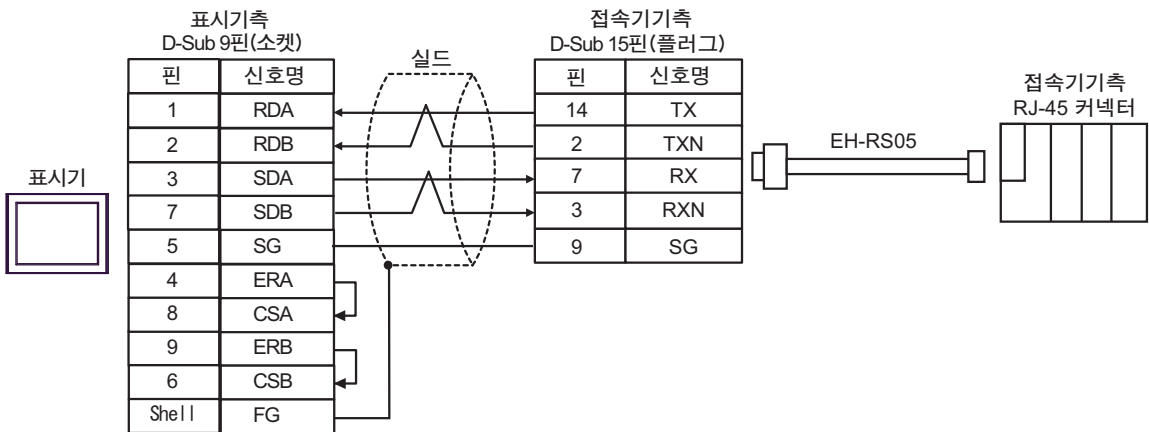 표시기
표시기측
D-Sub 9핀(소켓)
핀 신호명
1 RDA
2 RDB
3 SDA
7 SDB
5 SG
4 ERA
8 CSA
9 ERB
6 CSB
Shell FG
실드
접속기기측
D-Sub 15핀(플러그)
핀 신호명
14 TX
2 TXN
7 RX
3 RXN
9 SG
EH-RS05
접속기기측
RJ-45 커넥터